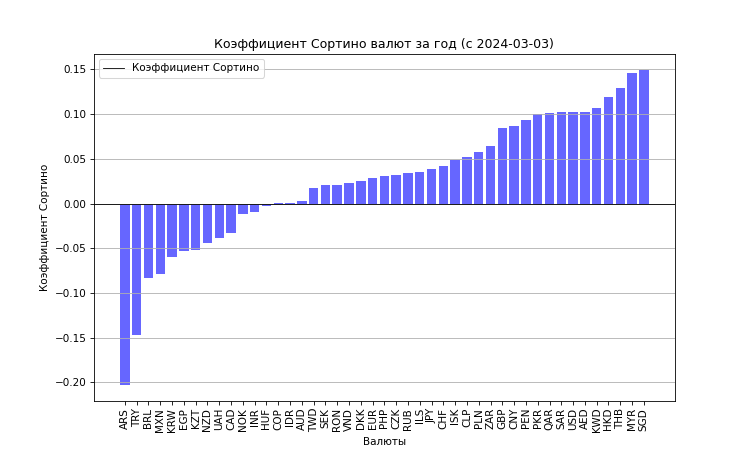 Коэффициент Сортино валют за год (с 2024-03-03)
Коэффициент Сортино
0.15
0.10
0.05
0.00
−0.05
−0.10
−0.15
−0.20
Коэффициент Сортино
ARS
TRY
BRL
MXN
KRW
EGP
KZT
NZD
UAH
CAD
NOK
INR
HUF
COP
IDR
AUD
TWD
SEK
RON
VND
DKK
EUR
PHP
CZK
RUB
ILS
JPY
CHF
ISK
CLP
PLN
ZAR
GBP
CNY
PEN
PKR
QAR
SAR
USD
AED
KWD
HKD
THB
MYR
SGD
Валюты